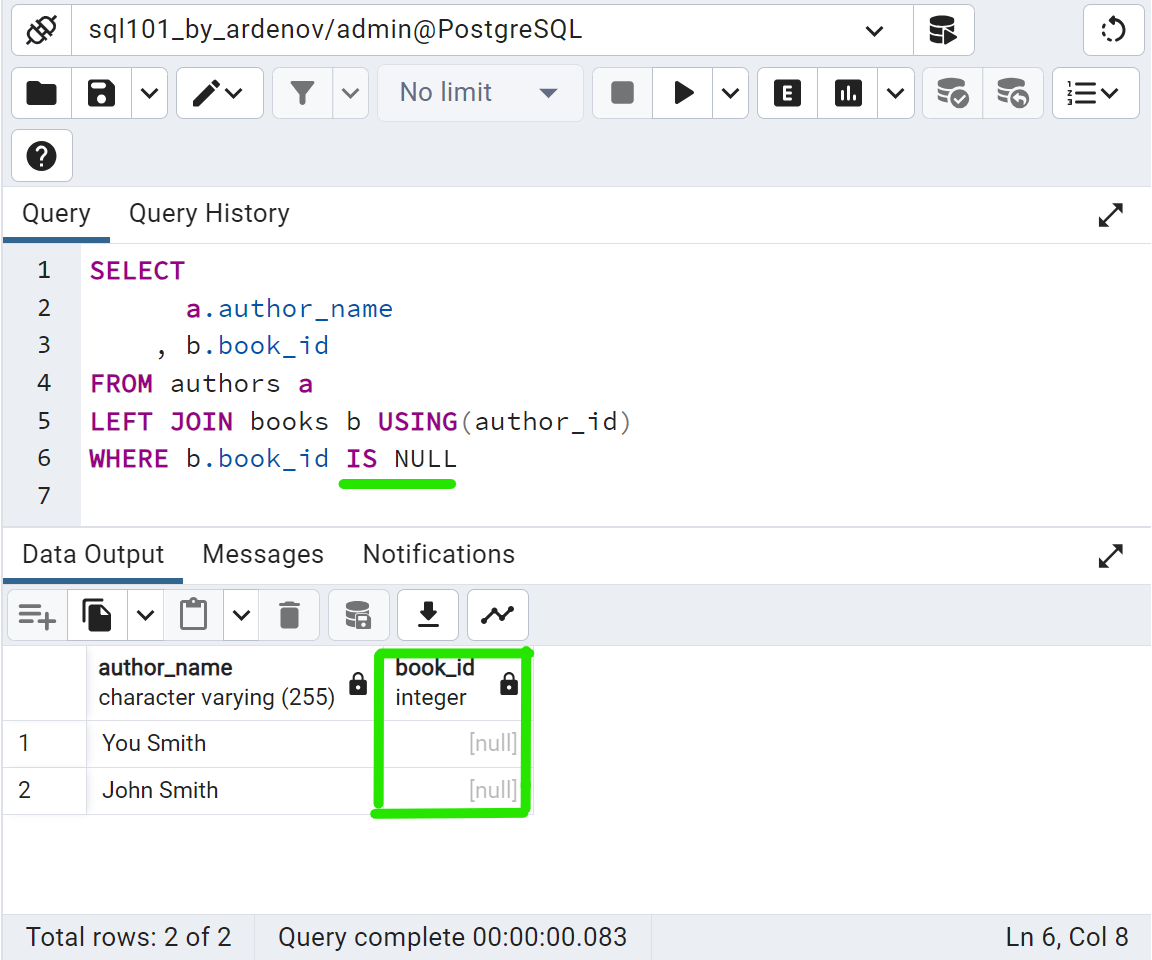 sql101_by_ardenov/admin@PostgreSQL
No limit
E
1
2
3
?
Query Query History
1 SELECT
2 a.author_name
3 , b.book_id
4 FROM authors a
5 LEFT JOIN books b USING(author_id)
6 WHERE b.book_id IS NULL
7
Data Output Messages Notifications
author_name book_id
character varying (255) integer
1 You Smith [null]
2 John Smith [null]
Total rows: 2 of 2 Query complete 00:00:00.083 Ln 6, Col 8